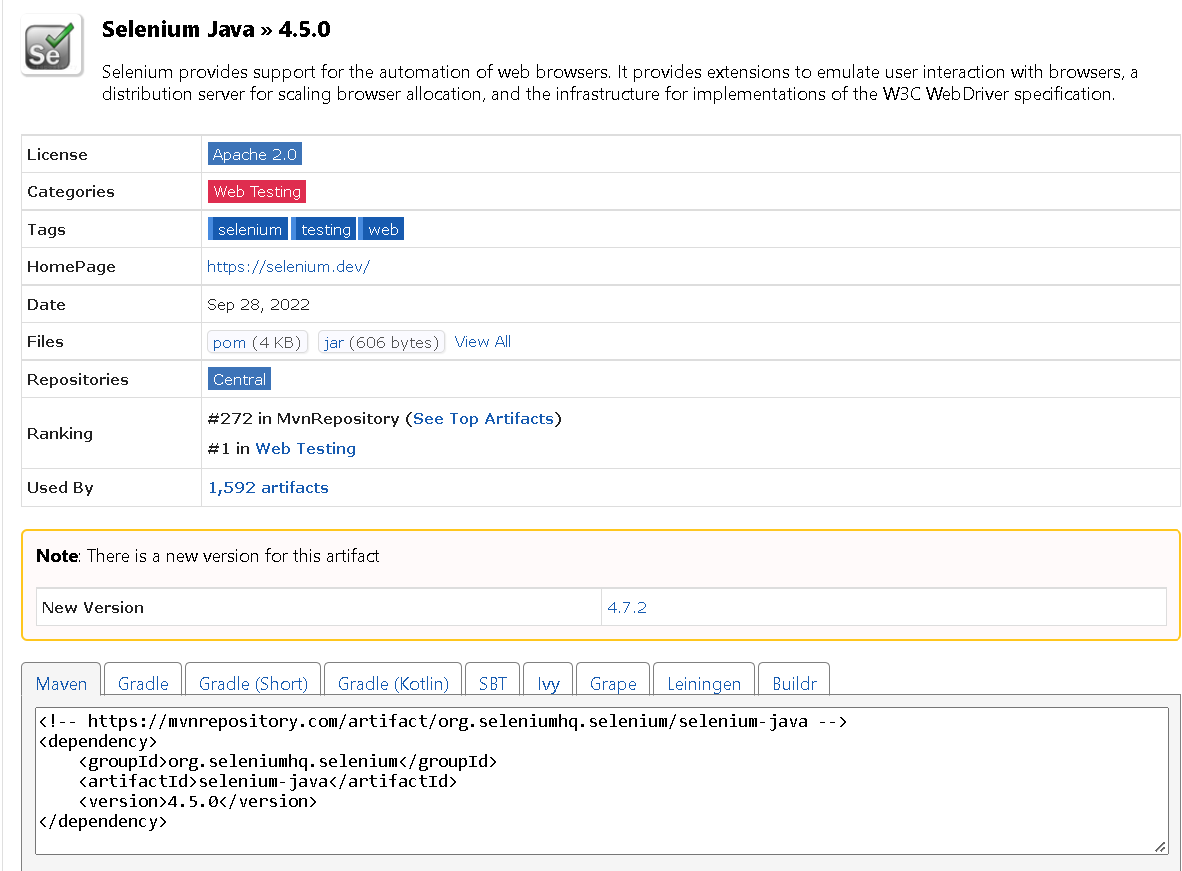 Se
Selenium Java » 4.5.0
Selenium provides support for the automation of web browsers. It provides extensions to emulate user interaction with browsers, a
distribution server for scaling browser allocation, and the infrastructure for implementations of the W3C WebDriver specification.
License Apache 2.0
Categories Web Testing
Tags selenium testing web
HomePage https://selenium.dev/
Date Sep 28, 2022
Files pom (4 KB) jar (606 bytes) View All
Repositories Central
Ranking #272 in MvnRepository (See Top Artifacts)
#1 in Web Testing
Used By 1,592 artifacts
Note: There is a new version for this artifact
New Version 4.7.2
Maven Gradle Gradle (Short) Gradle (Kotlin) SBT Ivy Grape Leiningen Buildr
<!-- https://mvnrepository.com/artifact/org.seleniumhq.selenium/selenium-java -->
<dependency>
    <groupId>org.seleniumhq.selenium</groupId>
    <artifactId>selenium-java</artifactId>
    <version>4.5.0</version>
</dependency>